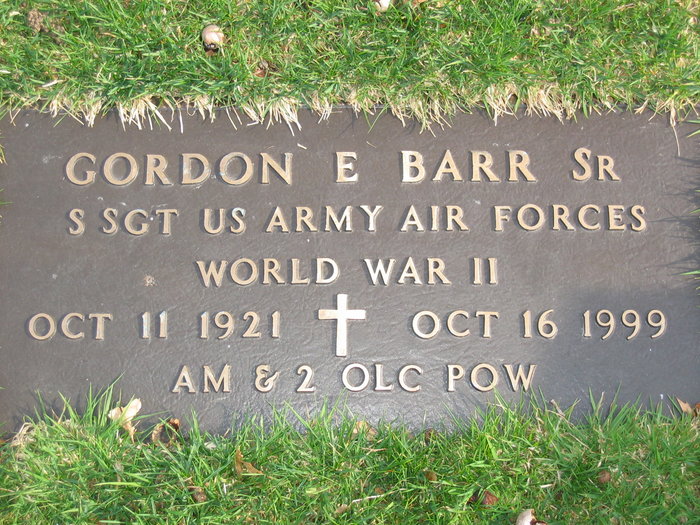 GORDON E BARR SR
S SGT US ARMY AIR FORCES
WORLD WAR II
OCT 11 1921 OCT 16 1999
AM & 2 OLC POW